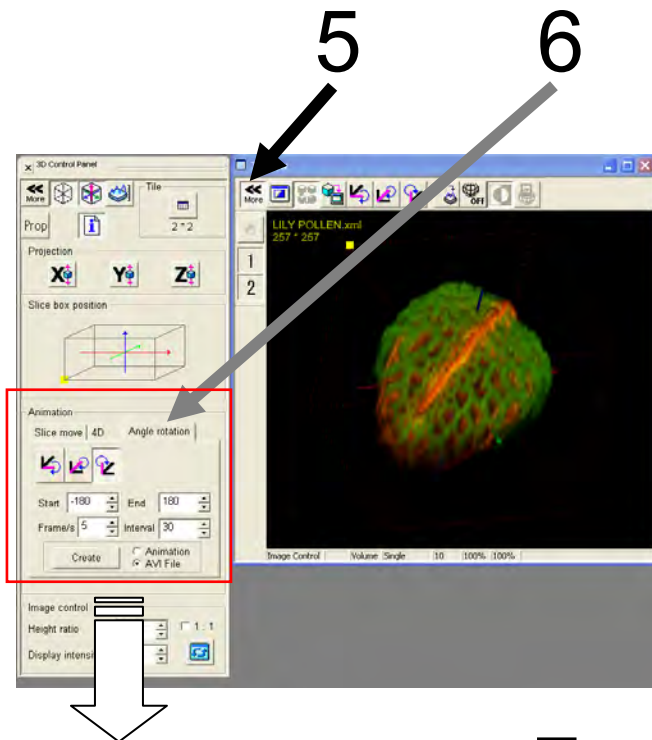 5 6
3D Control Panel
More
Tile
2 * 2
Prop
Projection
X Y Z
Slice box position
Animation
Slice move 4D Angle rotation
Start -180 End 180
Frame/s 5 Interval 30
Create
Animation
AVI File
Image control
Height ratio 1 : 1
Display intensi
More
OFF
1
2
LILY POLLEN.xml
257 * 257
Image Control Volume Single 10 100% 100%